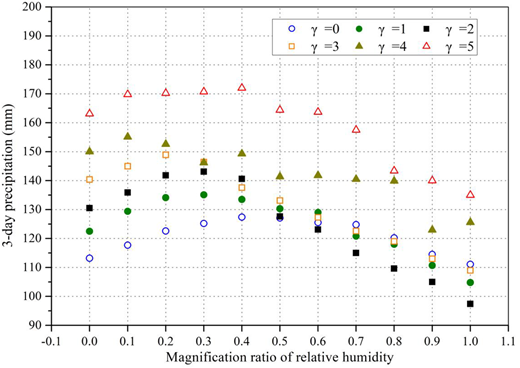 200
190
180
170
160
150
140
130
120
110
100
90
3-day precipitation (mm)
γ =0 γ =1 γ =2
γ =3 γ =4 γ =5
-0.1 0.0 0.1 0.2 0.3 0.4 0.5 0.6 0.7 0.8 0.9 1.0 1.1
Magnification ratio of relative humidity